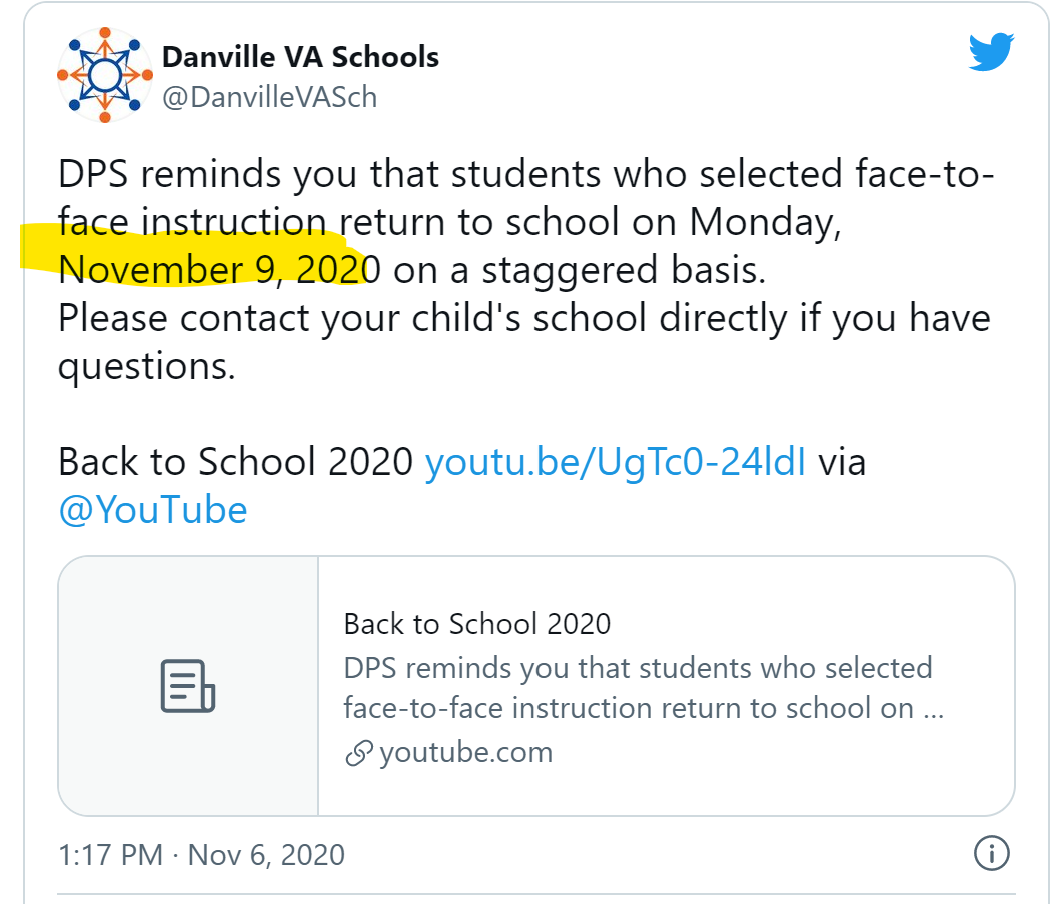 Danville VA Schools
@DanvilleVASch
DPS reminds you that students who selected face-to-
face instruction return to school on Monday,
November 9, 2020 on a staggered basis.
Please contact your child's school directly if you have
questions.
Back to School 2020 youtu.be/UgTc0-24ldI via
@YouTube
Back to School 2020
DPS reminds you that students who selected
face-to-face instruction return to school on ...
youtube.com
1:17 PM · Nov 6, 2020